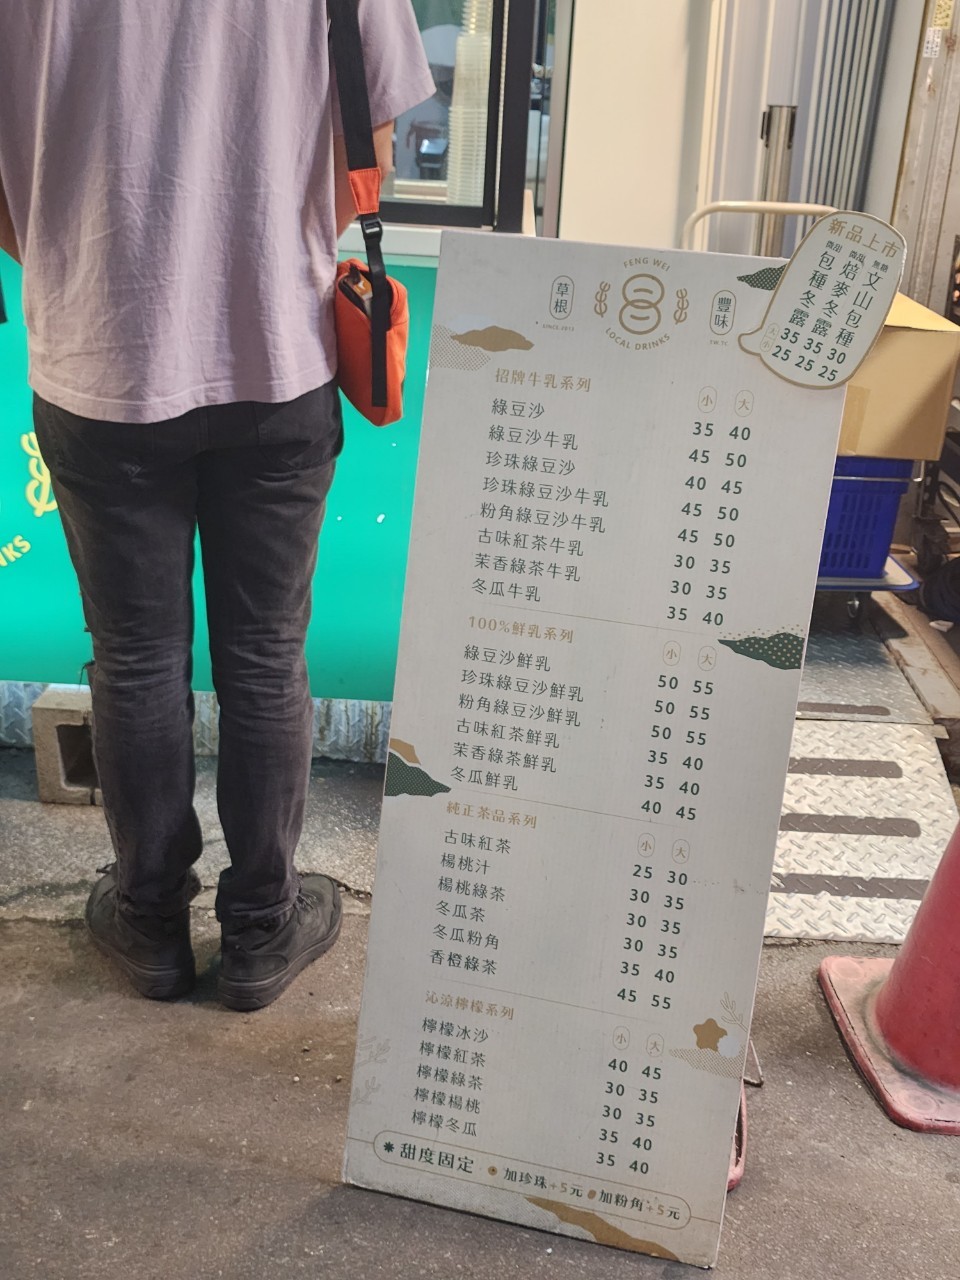 FENG WEI
草根
豐味
SINCE 2013
LOCAL DRINKS
新品上市
無糖 文山包種 30 25
微甜 焙麥冬露 35 25
微甜 包種冬露 35 25
大
小
招牌牛乳系列 小 大
綠豆沙 35 40
綠豆沙牛乳 45 50
珍珠綠豆沙 40 45
珍珠綠豆沙牛乳 45 50
粉角綠豆沙牛乳 45 50
古味紅茶牛乳 30 35
茉香綠茶牛乳 30 35
冬瓜牛乳 35 40
100%鮮乳系列 小 大
綠豆沙鮮乳 50 55
珍珠綠豆沙鮮乳 50 55
粉角綠豆沙鮮乳 50 55
古味紅茶鮮乳 35 40
茉香綠茶鮮乳 35 40
冬瓜鮮乳 40 45
純正茶品系列 小 大
古味紅茶 25 30
楊桃汁 30 35
楊桃綠茶 30 35
冬瓜茶 30 35
冬瓜粉角 35 40
香橙綠茶 45 55
沁涼檸檬系列 小 大
檸檬冰沙 40 45
檸檬紅茶 30 35
檸檬綠茶 30 35
檸檬楊桃 35 40
檸檬冬瓜 35 40
甜度固定 加珍珠+5元 加粉角+5元